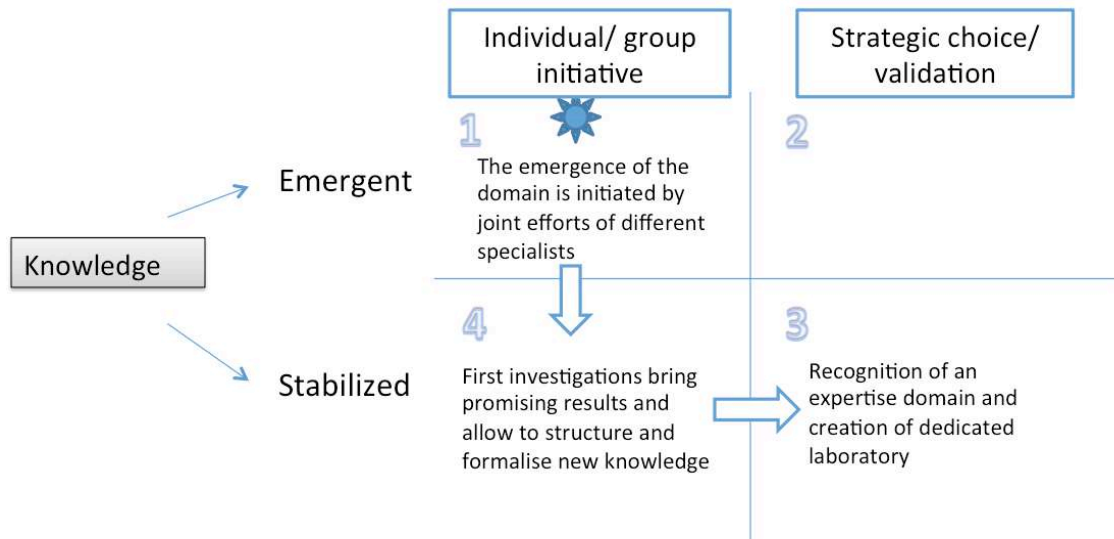 Individual/ group
initiative
Strategic choice/
validation
1
2
Emergent
The emergence of the
domain is initiated by
joint efforts of different
specialists
Knowledge
4
3
Stabilized
First investigations bring
promising results and
allow to structure and
formalise new knowledge
Recognition of an
expertise domain and
creation of dedicated
laboratory